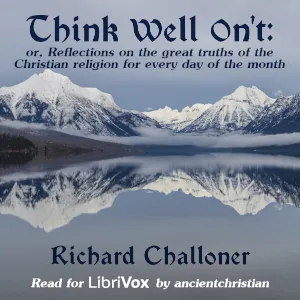 Think Well On't:
or, Reflections on the great truths of the
Christian religion for every day of the month
Richard Challoner
Read for LibriVox by ancientchristian